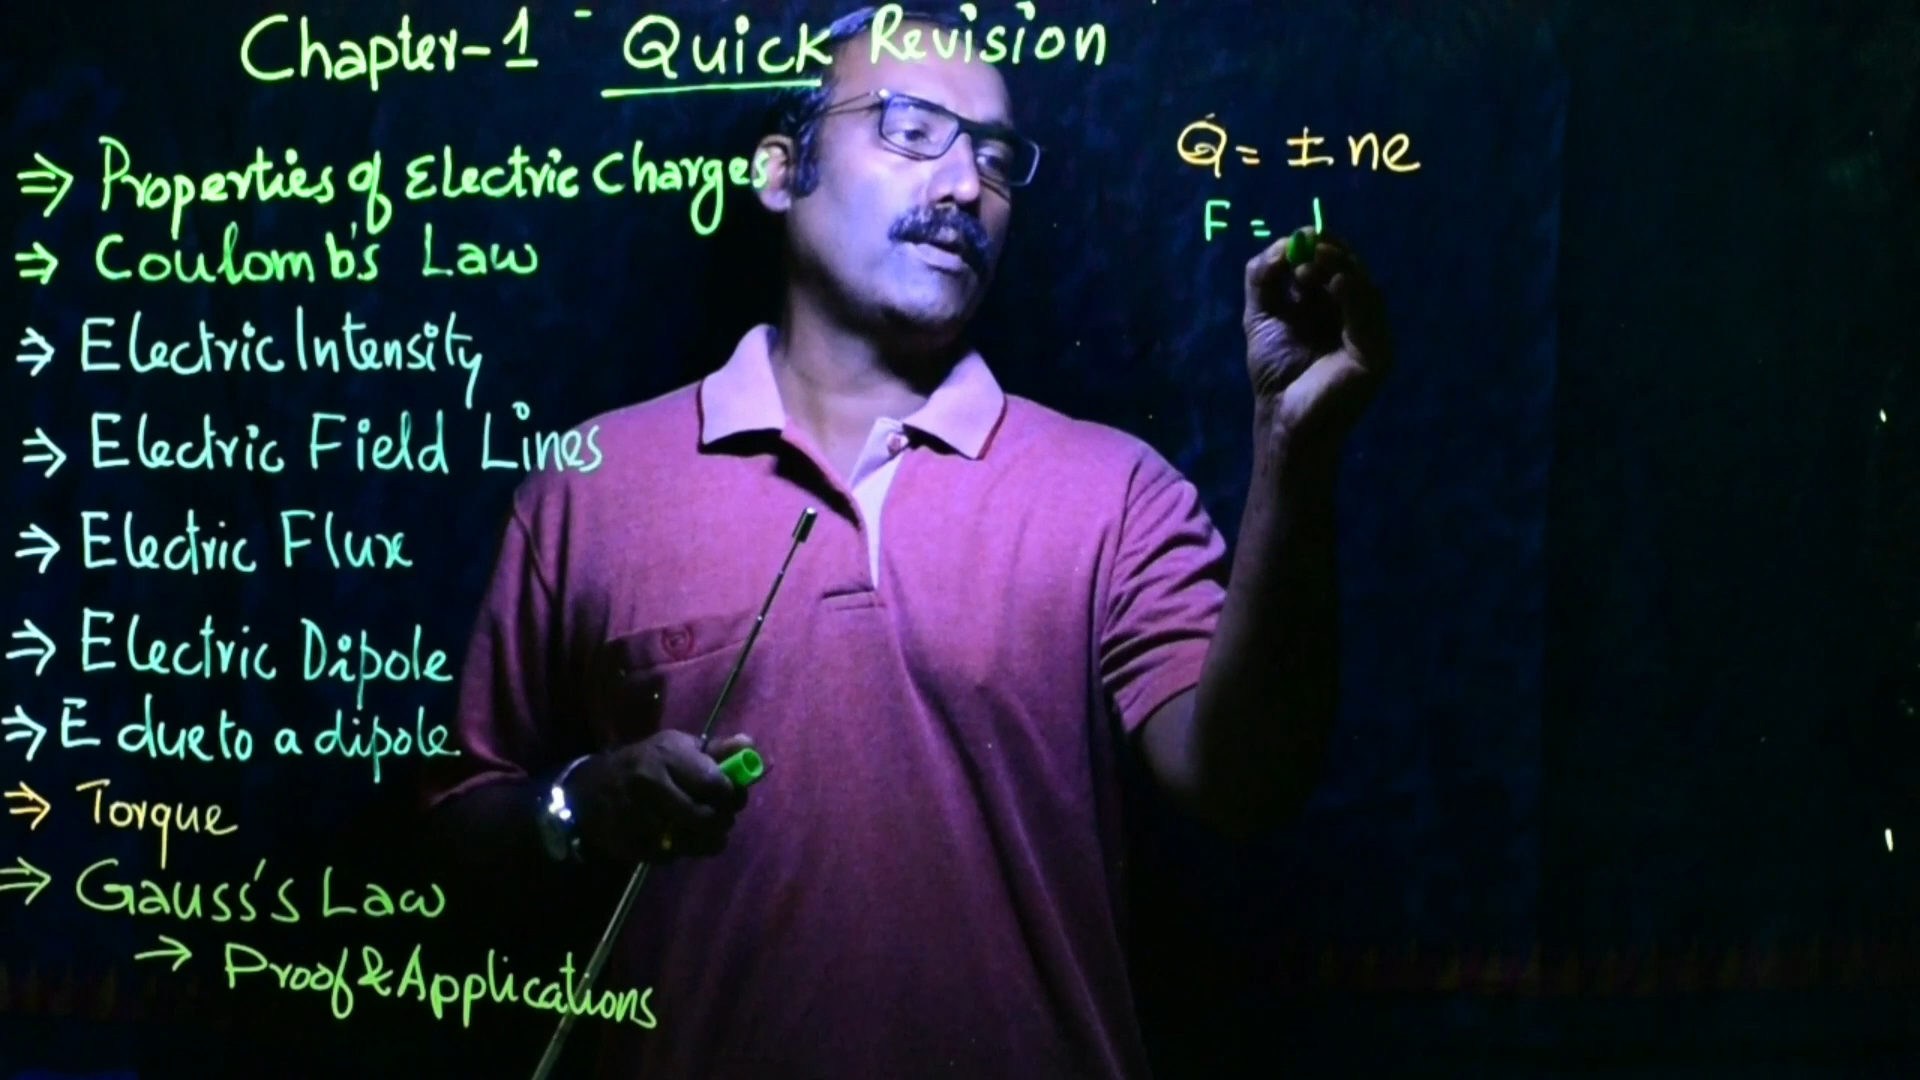 Chapter-1 Quick Revision
⇒ Properties of Electric Charges
⇒ Coulomb's Law
⇒ Electric Intensity
⇒ Electric Field Lines
⇒ Electric Flux
⇒ Electric Dipole
⇒ E due to a dipole
⇒ Torque
⇒ Gauss's Law
→ Proof & Applications
Q = ± ne
F = 1